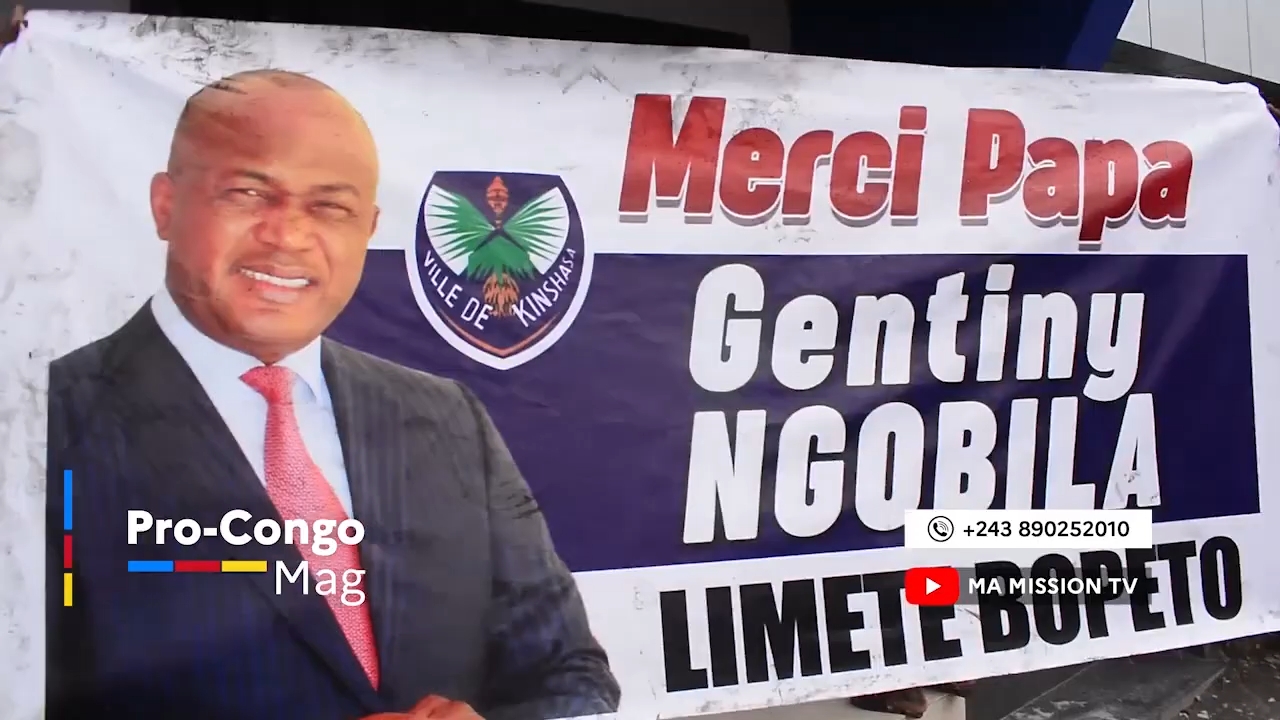 Merci Papa
VILLE DE KINSHASA
Gentiny
NGOBILA
LIMETE BOPETO
Pro-Congo
Mag
+243 890252010
MA MISSION TV